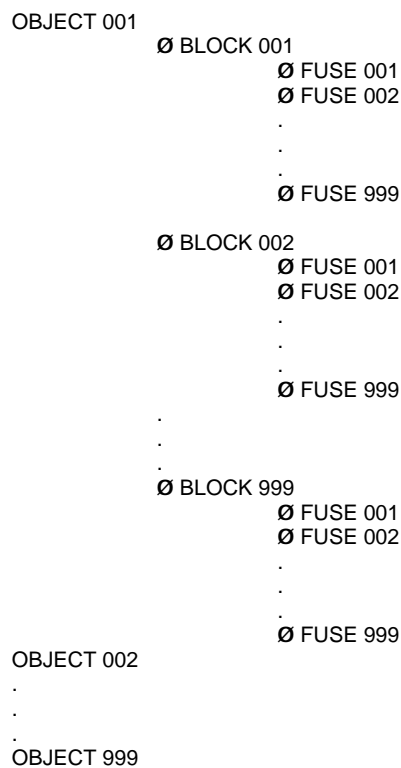 OBJECT 001
Ø BLOCK 001
Ø FUSE 001
Ø FUSE 002
.
.
.
Ø FUSE 999
Ø BLOCK 002
Ø FUSE 001
Ø FUSE 002
.
.
.
Ø FUSE 999
.
.
.
Ø BLOCK 999
Ø FUSE 001
Ø FUSE 002
.
.
.
Ø FUSE 999
OBJECT 002
.
.
.
OBJECT 999